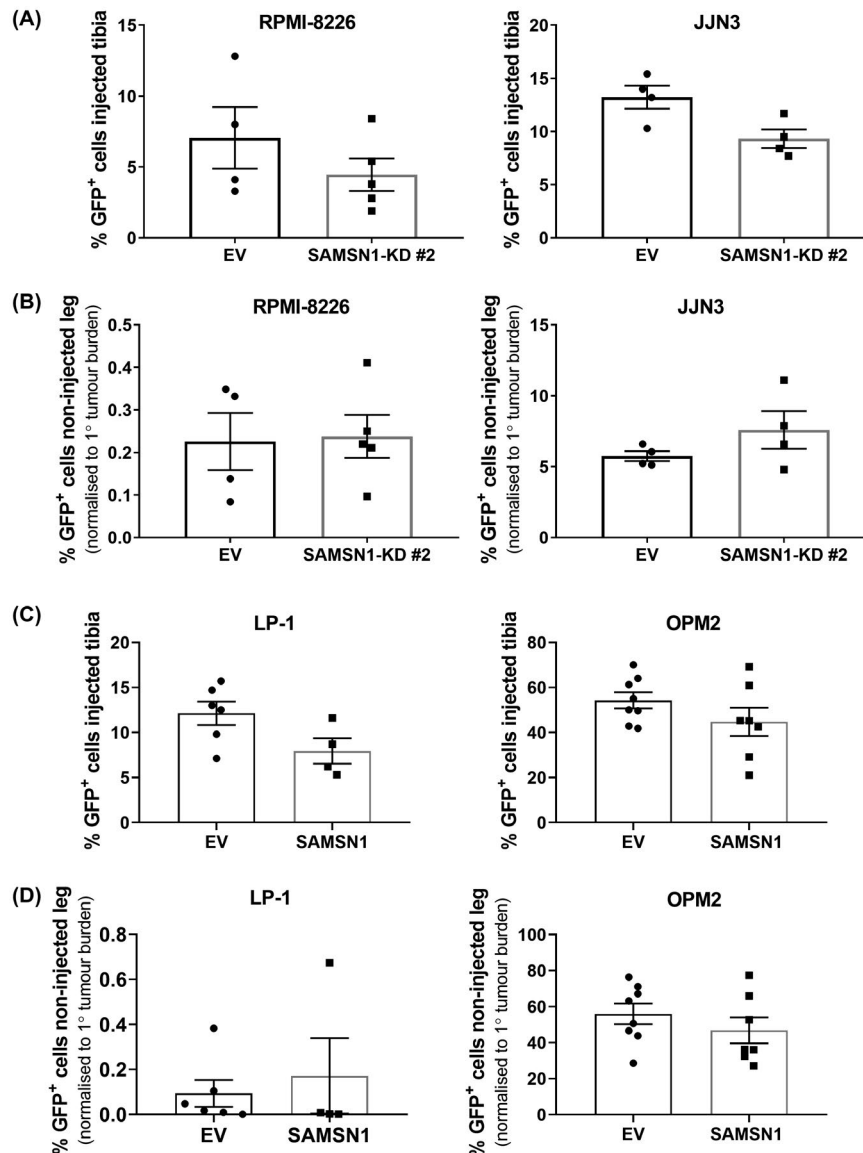 (A)
RPMI-8226
% GFP⁺ cells injected tibia
15
10
5
0
EV
SAMSN1-KD #2
JJN3
% GFP⁺ cells injected tibia
20
15
10
5
0
EV
SAMSN1-KD #2
(B)
RPMI-8226
% GFP⁺ cells non-injected leg
(normalised to 1° tumour burden)
0.5
0.4
0.3
0.2
0.1
0.0
EV
SAMSN1-KD #2
JJN3
% GFP⁺ cells non-injected leg
(normalised to 1° tumour burden)
15
10
5
0
EV
SAMSN1-KD #2
(C)
LP-1
% GFP⁺ cells injected tibia
20
15
10
5
0
EV
SAMSN1
OPM2
% GFP⁺ cells injected tibia
80
60
40
20
0
EV
SAMSN1
(D)
LP-1
% GFP⁺ cells non-injected leg
(normalised to 1° tumour burden)
0.8
0.6
0.4
0.2
0.0
EV
SAMSN1
OPM2
% GFP⁺ cells non-injected leg
(normalised to 1° tumour burden)
100
80
60
40
20
0
EV
SAMSN1